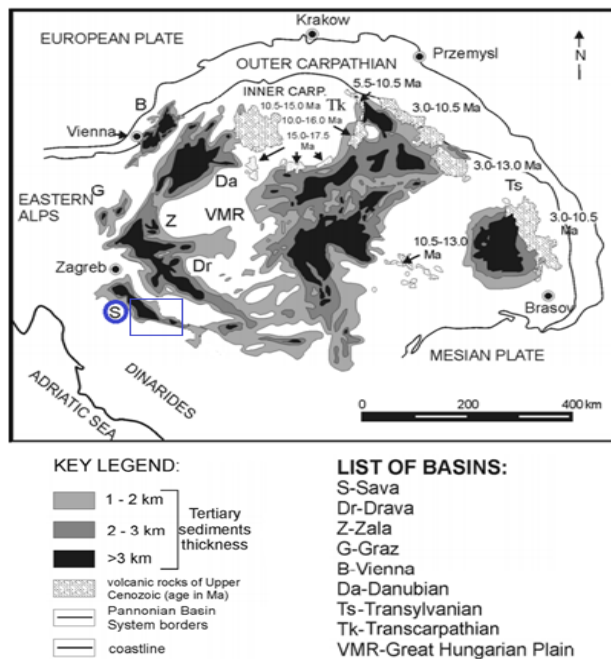 Krakow
EUROPEAN PLATE
Przemysl
N
OUTER CARPATHIAN
5.5-10.5 Ma
INNER CARP.
B
10.5-15.0 Ma
Tk
3.0-10.5 Ma
10.0-16.0 Ma
Vienna
15.0-17.5
Ma
3.0-13.0 Ma
Da
Ts
EASTERN
ALPS
G
VMR
Z
3.0-10.5
Ma
10.5-13.0
Ma
Zagreb
Dr
Brasov
S
MESIAN PLATE
DINARIDES
ADRIATIC SEA
0 200 400 km
KEY LEGEND:
1 - 2 km
2 - 3 km
>3 km
Tertiary
sediments
thickness
volcanic rocks of Upper
Cenozoic (age in Ma)
Pannonian Basin
System borders
coastline
LIST OF BASINS:
S-Sava
Dr-Drava
Z-Zala
G-Graz
B-Vienna
Da-Danubian
Ts-Transylvanian
Tk-Transcarpathian
VMR-Great Hungarian Plain